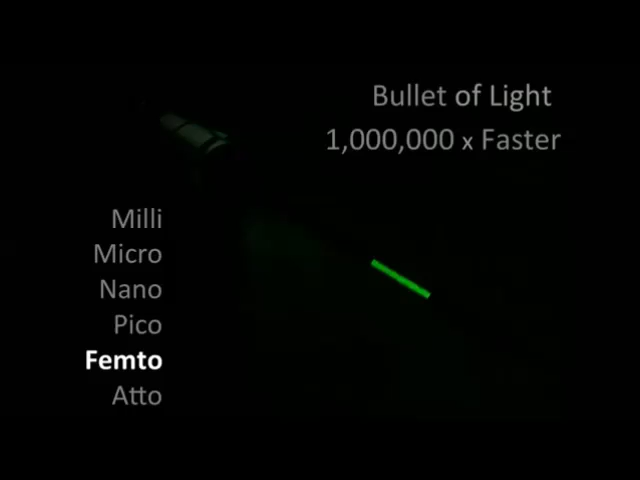 Bullet of Light
1,000,000 x Faster
Milli
Micro
Nano
Pico
Femto
Atto